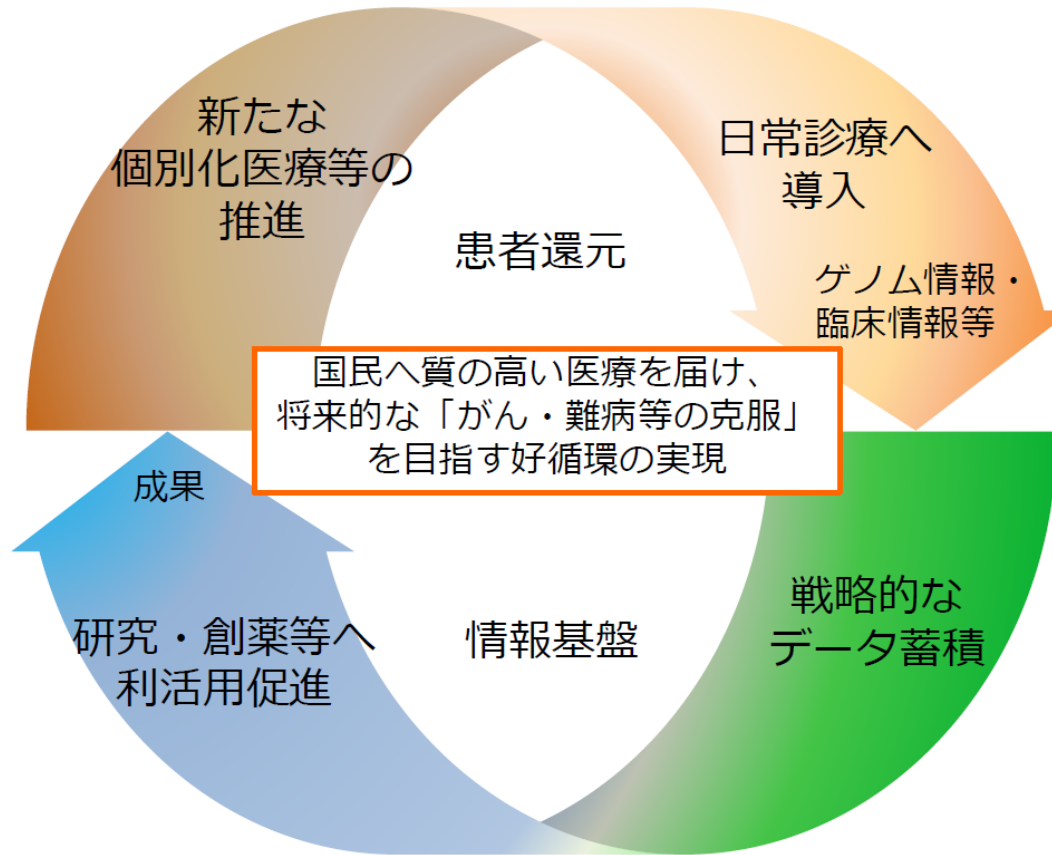 新たな
個別化医療等の
推進
日常診療へ
導入
患者還元
ゲノム情報・
臨床情報等
国民へ質の高い医療を届け、
将来的な「がん・難病等の克服」
を目指す好循環の実現
成果
戦略的な
データ蓄積
研究・創薬等へ
利活用促進
情報基盤